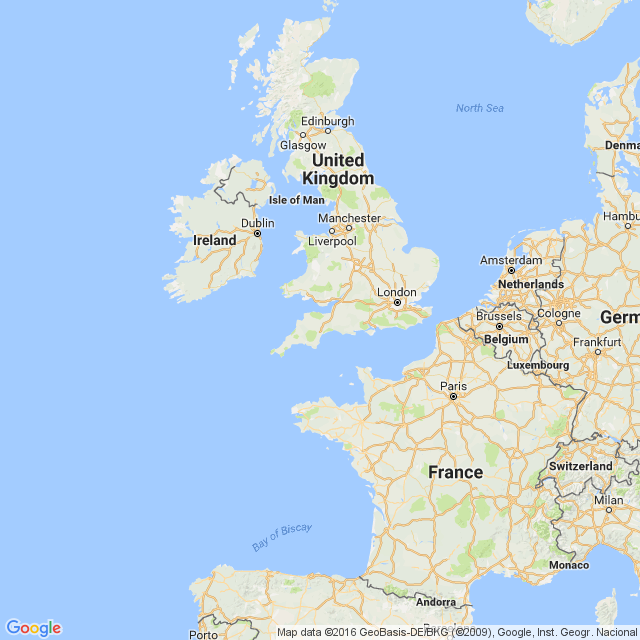 North Sea
Edinburgh
Glasgow
United
Kingdom
Denma
Isle of Man
Manchester
Dublin
Ireland
Liverpool
Hambu
Amsterdam
Netherlands
London
Brussels
Cologne
Germ
Belgium
Frankfurt
Luxembourg
Paris
France
Switzerland
Milan
Bay of Biscay
Monaco
Andorra
Porto
Google
Map data ©2016 GeoBasis-DE/BKG (©2009), Google, Inst. Geogr. Nacional